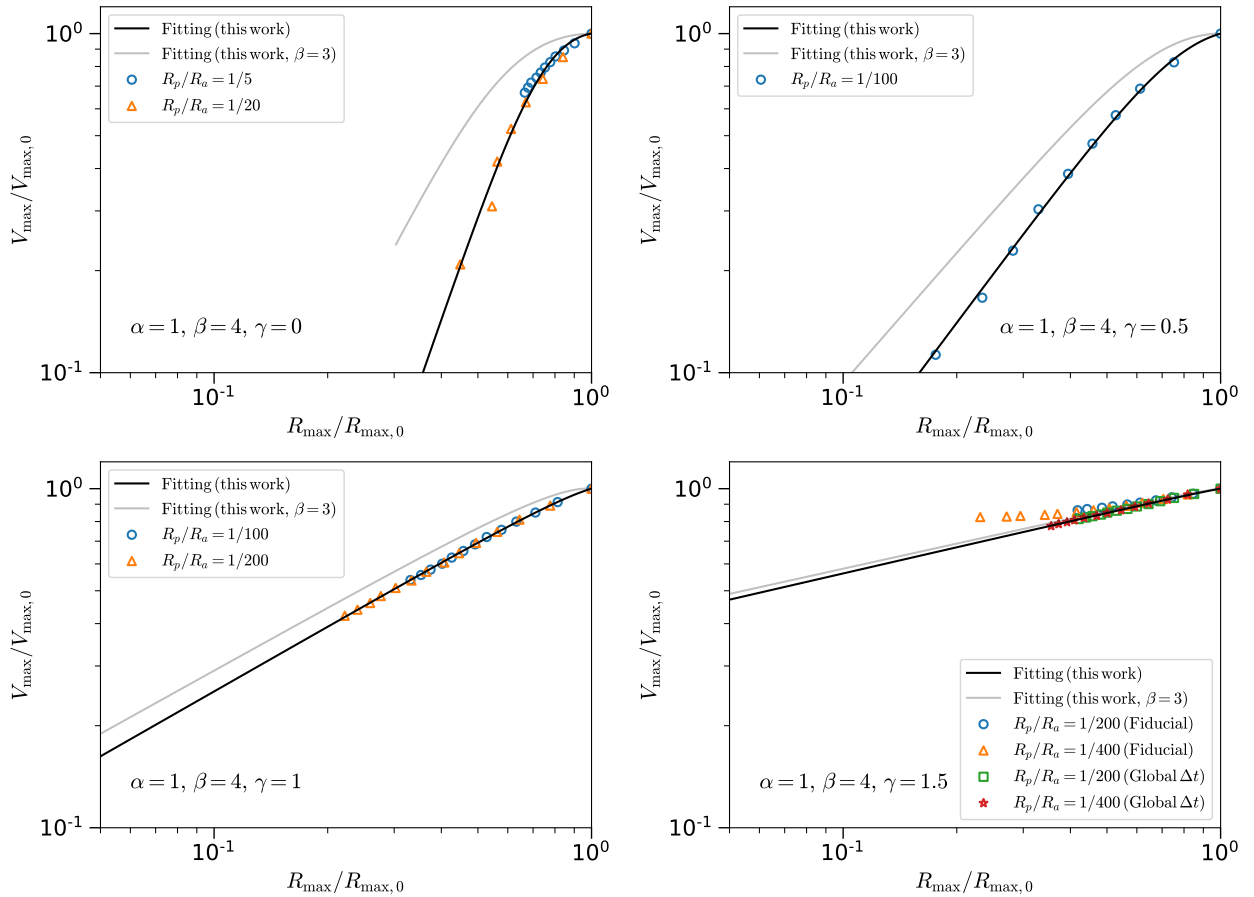 Fitting (this work)
Fitting (this work, β = 3)
R_p/R_a = 1/5
R_p/R_a = 1/20
α = 1, β = 4, γ = 0
10^0
10^-1
V_max/V_max,0
10^-1
10^0
R_max/R_max,0
Fitting (this work)
Fitting (this work, β = 3)
R_p/R_a = 1/100
α = 1, β = 4, γ = 0.5
10^0
10^-1
V_max/V_max,0
10^-1
10^0
R_max/R_max,0
Fitting (this work)
Fitting (this work, β = 3)
R_p/R_a = 1/100
R_p/R_a = 1/200
α = 1, β = 4, γ = 1
10^0
10^-1
V_max/V_max,0
10^-1
10^0
R_max/R_max,0
Fitting (this work)
Fitting (this work, β = 3)
R_p/R_a = 1/200 (Fiducial)
R_p/R_a = 1/400 (Fiducial)
R_p/R_a = 1/200 (Global Δt)
R_p/R_a = 1/400 (Global Δt)
α = 1, β = 4, γ = 1.5
10^0
10^-1
V_max/V_max,0
10^-1
10^0
R_max/R_max,0